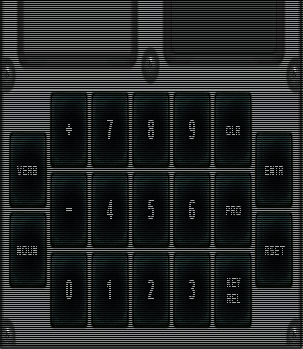 + 7 8 9 CLR
VERB ENTR
- 4 5 6 PRO
NOUN RSET
0 1 2 3 KEY REL